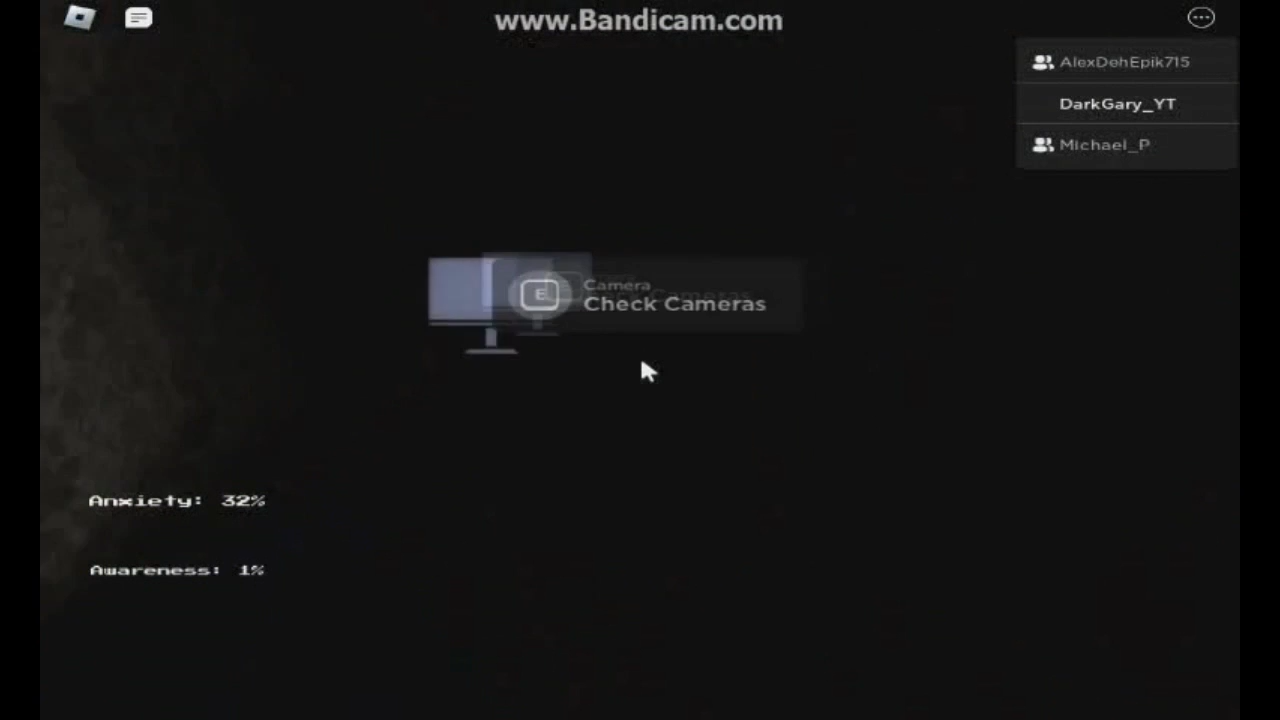 www.Bandicam.com
AlexDehEpik715
DarkGary_YT
Michael_P
E
Camera
Check Cameras
Anxiety: 32%
Awareness: 1%